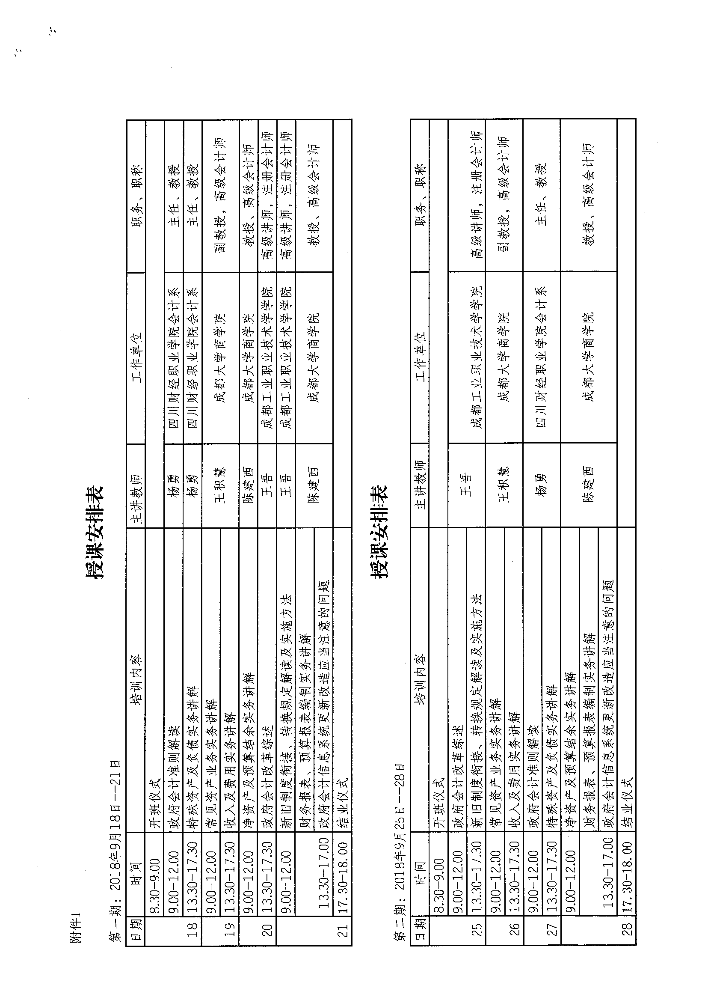 附件1
授课安排表
第一期：2018年9月18日--21日
日期 时间 培训内容 主讲教师 工作单位 职务、职称
8.30-9.00 开班仪式
9.00-12.00 政府会计准则解读 杨勇 四川财经职业学院会计系 主任、教授
18 13.30-17.30 特殊资产及负债实务讲解 杨勇 四川财经职业学院会计系 主任、教授
9.00-12.00 常见资产业务实务讲解
19 13.30-17.30 收入及费用实务讲解 王积慧 成都大学商学院 副教授，高级会计师
9.00-12.00 净资产及预算结余实务讲解 陈建西 成都大学商学院 教授、高级会计师
20 13.30-17.30 政府会计改革综述 王吾 成都工业职业技术学学院 高级讲师，注册会计师
9.00-12.00 新旧制度衔接、转换规定解读及实施方法 王吾 成都工业职业技术学学院 高级讲师，注册会计师
财务报表、预算报表编制实务讲解
13.30-17.00 政府会计信息系统更新改造应当注意的问题 陈建西 成都大学商学院 教授、高级会计师
21 17.30-18.00 结业仪式
授课安排表
第二期：2018年9月25日--28日
日期 时间 培训内容 主讲教师 工作单位 职务、职称
8.30-9.00 开班仪式
9.00-12.00 政府会计改革综述
25 13.30-17.30 新旧制度衔接、转换规定解读及实施方法 王吾 成都工业职业技术学学院 高级讲师，注册会计师
9.00-12.00 常见资产业务实务讲解
26 13.30-17.30 收入及费用实务讲解 王积慧 成都大学商学院 副教授，高级会计师
9.00-12.00 政府会计准则解读
27 13.30-17.30 特殊资产及负债实务讲解 杨勇 四川财经职业学院会计系 主任、教授
9.00-12.00 净资产及预算结余实务讲解
财务报表、预算报表编制实务讲解 陈建西 成都大学商学院 教授、高级会计师
13.30-17.00 政府会计信息系统更新改造应当注意的问题
28 17.30-18.00 结业仪式